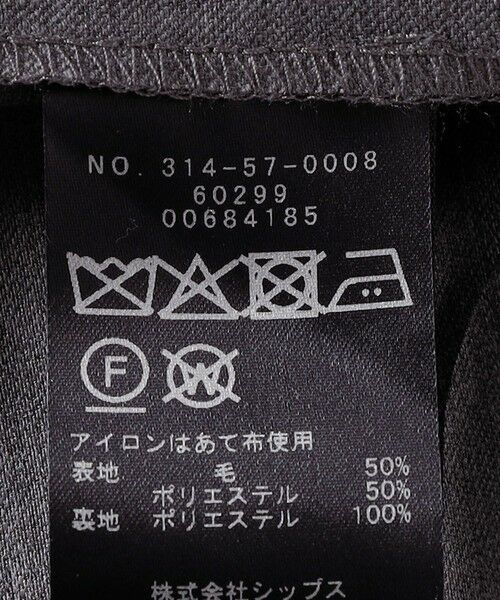 NO. 314-57-0008
60299
00684185
F W
アイロンはあて布使用
表地 毛 50%
ポリエステル 50%
裏地 ポリエステル 100%
株式会社シップス